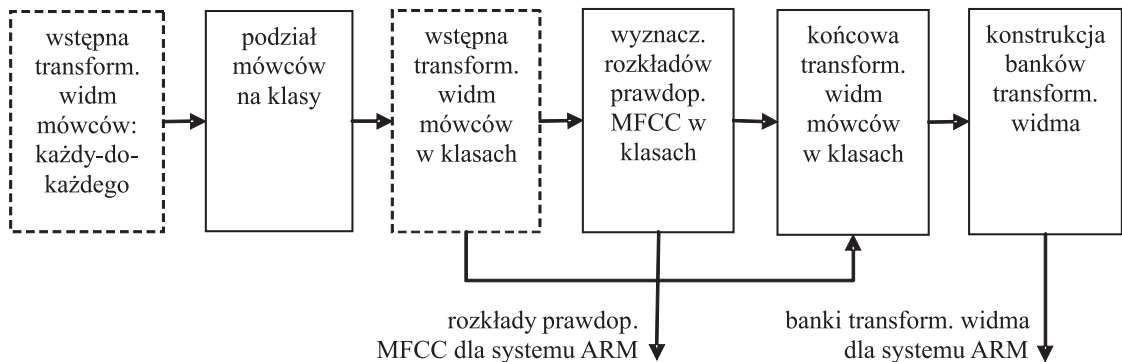 wstępna
transform.
widm
mówców:
każdy-do-
każdego
podział
mówców
na klasy
wstępna
transform.
widm
mówców
w klasach
wyznacz.
rozkładów
prawdop.
MFCC w
klasach
końcowa
transform.
widm
mówców
w klasach
konstrukcja
banków
transform.
widma
rozkłady prawdop.
MFCC dla systemu ARM
banki transform. widma
dla systemu ARM